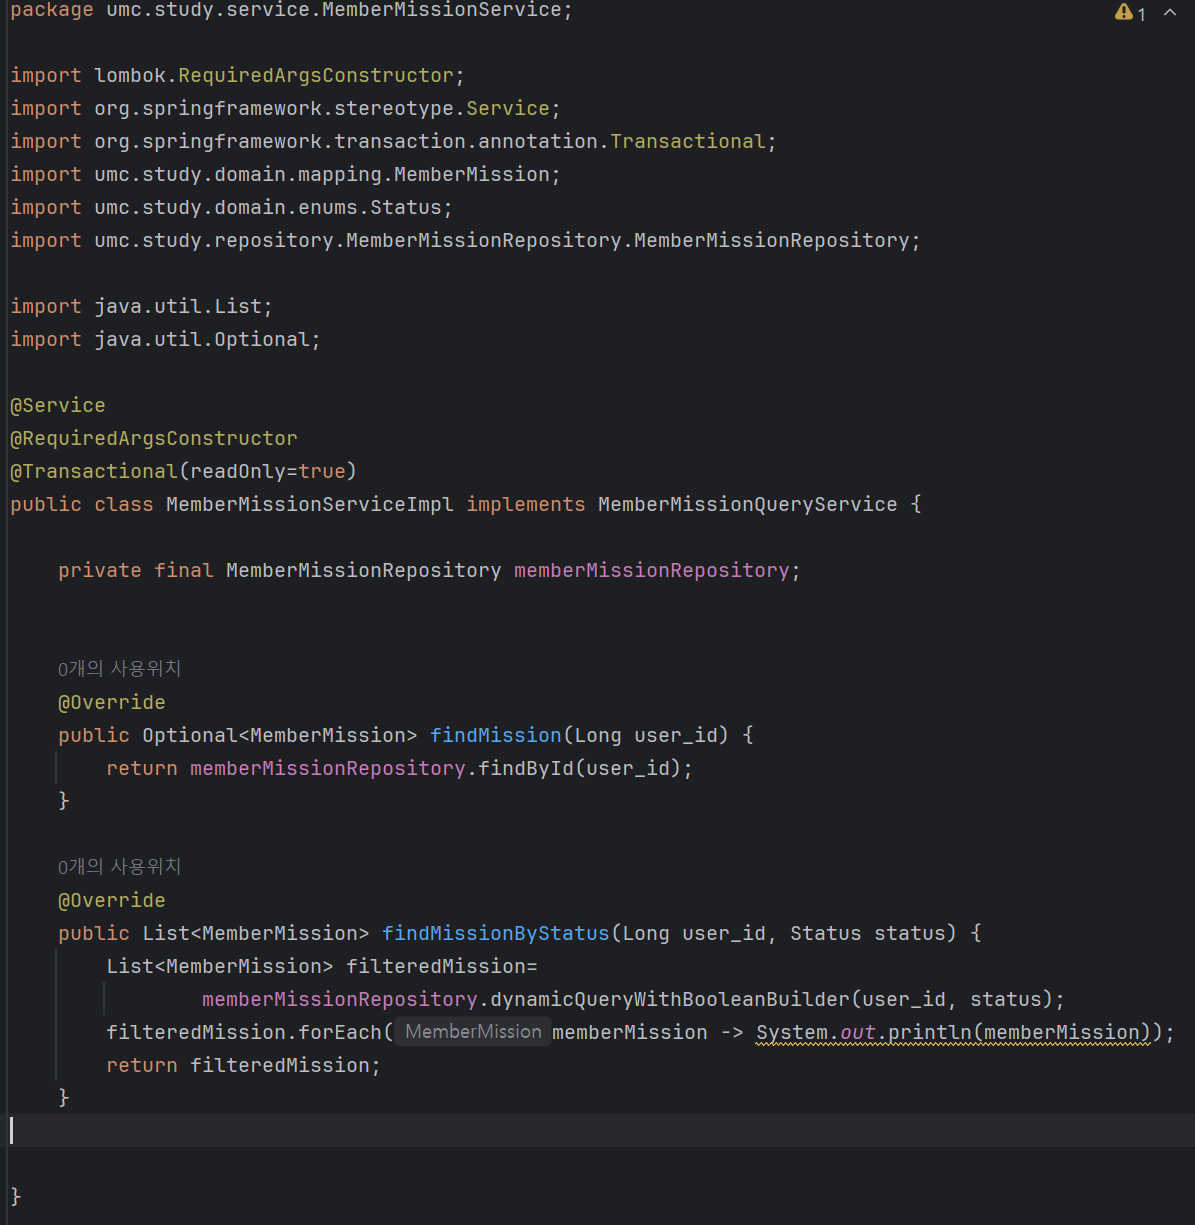 package umc.study.service.MemberMissionService;
1
import lombok.RequiredArgsConstructor;
import org.springframework.stereotype.Service;
import org.springframework.transaction.annotation.Transactional;
import umc.study.domain.mapping.MemberMission;
import umc.study.domain.enums.Status;
import umc.study.repository.MemberMissionRepository.MemberMissionRepository;
import java.util.List;
import java.util.Optional;
@Service
@RequiredArgsConstructor
@Transactional(readOnly=true)
public class MemberMissionServiceImpl implements MemberMissionQueryService {
private final MemberMissionRepository memberMissionRepository;
0개의 사용위치
@Override
public Optional<MemberMission> findMission(Long user_id) {
return memberMissionRepository.findById(user_id);
}
0개의 사용위치
@Override
public List<MemberMission> findMissionByStatus(Long user_id, Status status) {
List<MemberMission> filteredMission=
memberMissionRepository.dynamicQueryWithBooleanBuilder(user_id, status);
filteredMission.forEach( MemberMission memberMission -> System.out.println(memberMission));
return filteredMission;
}
}